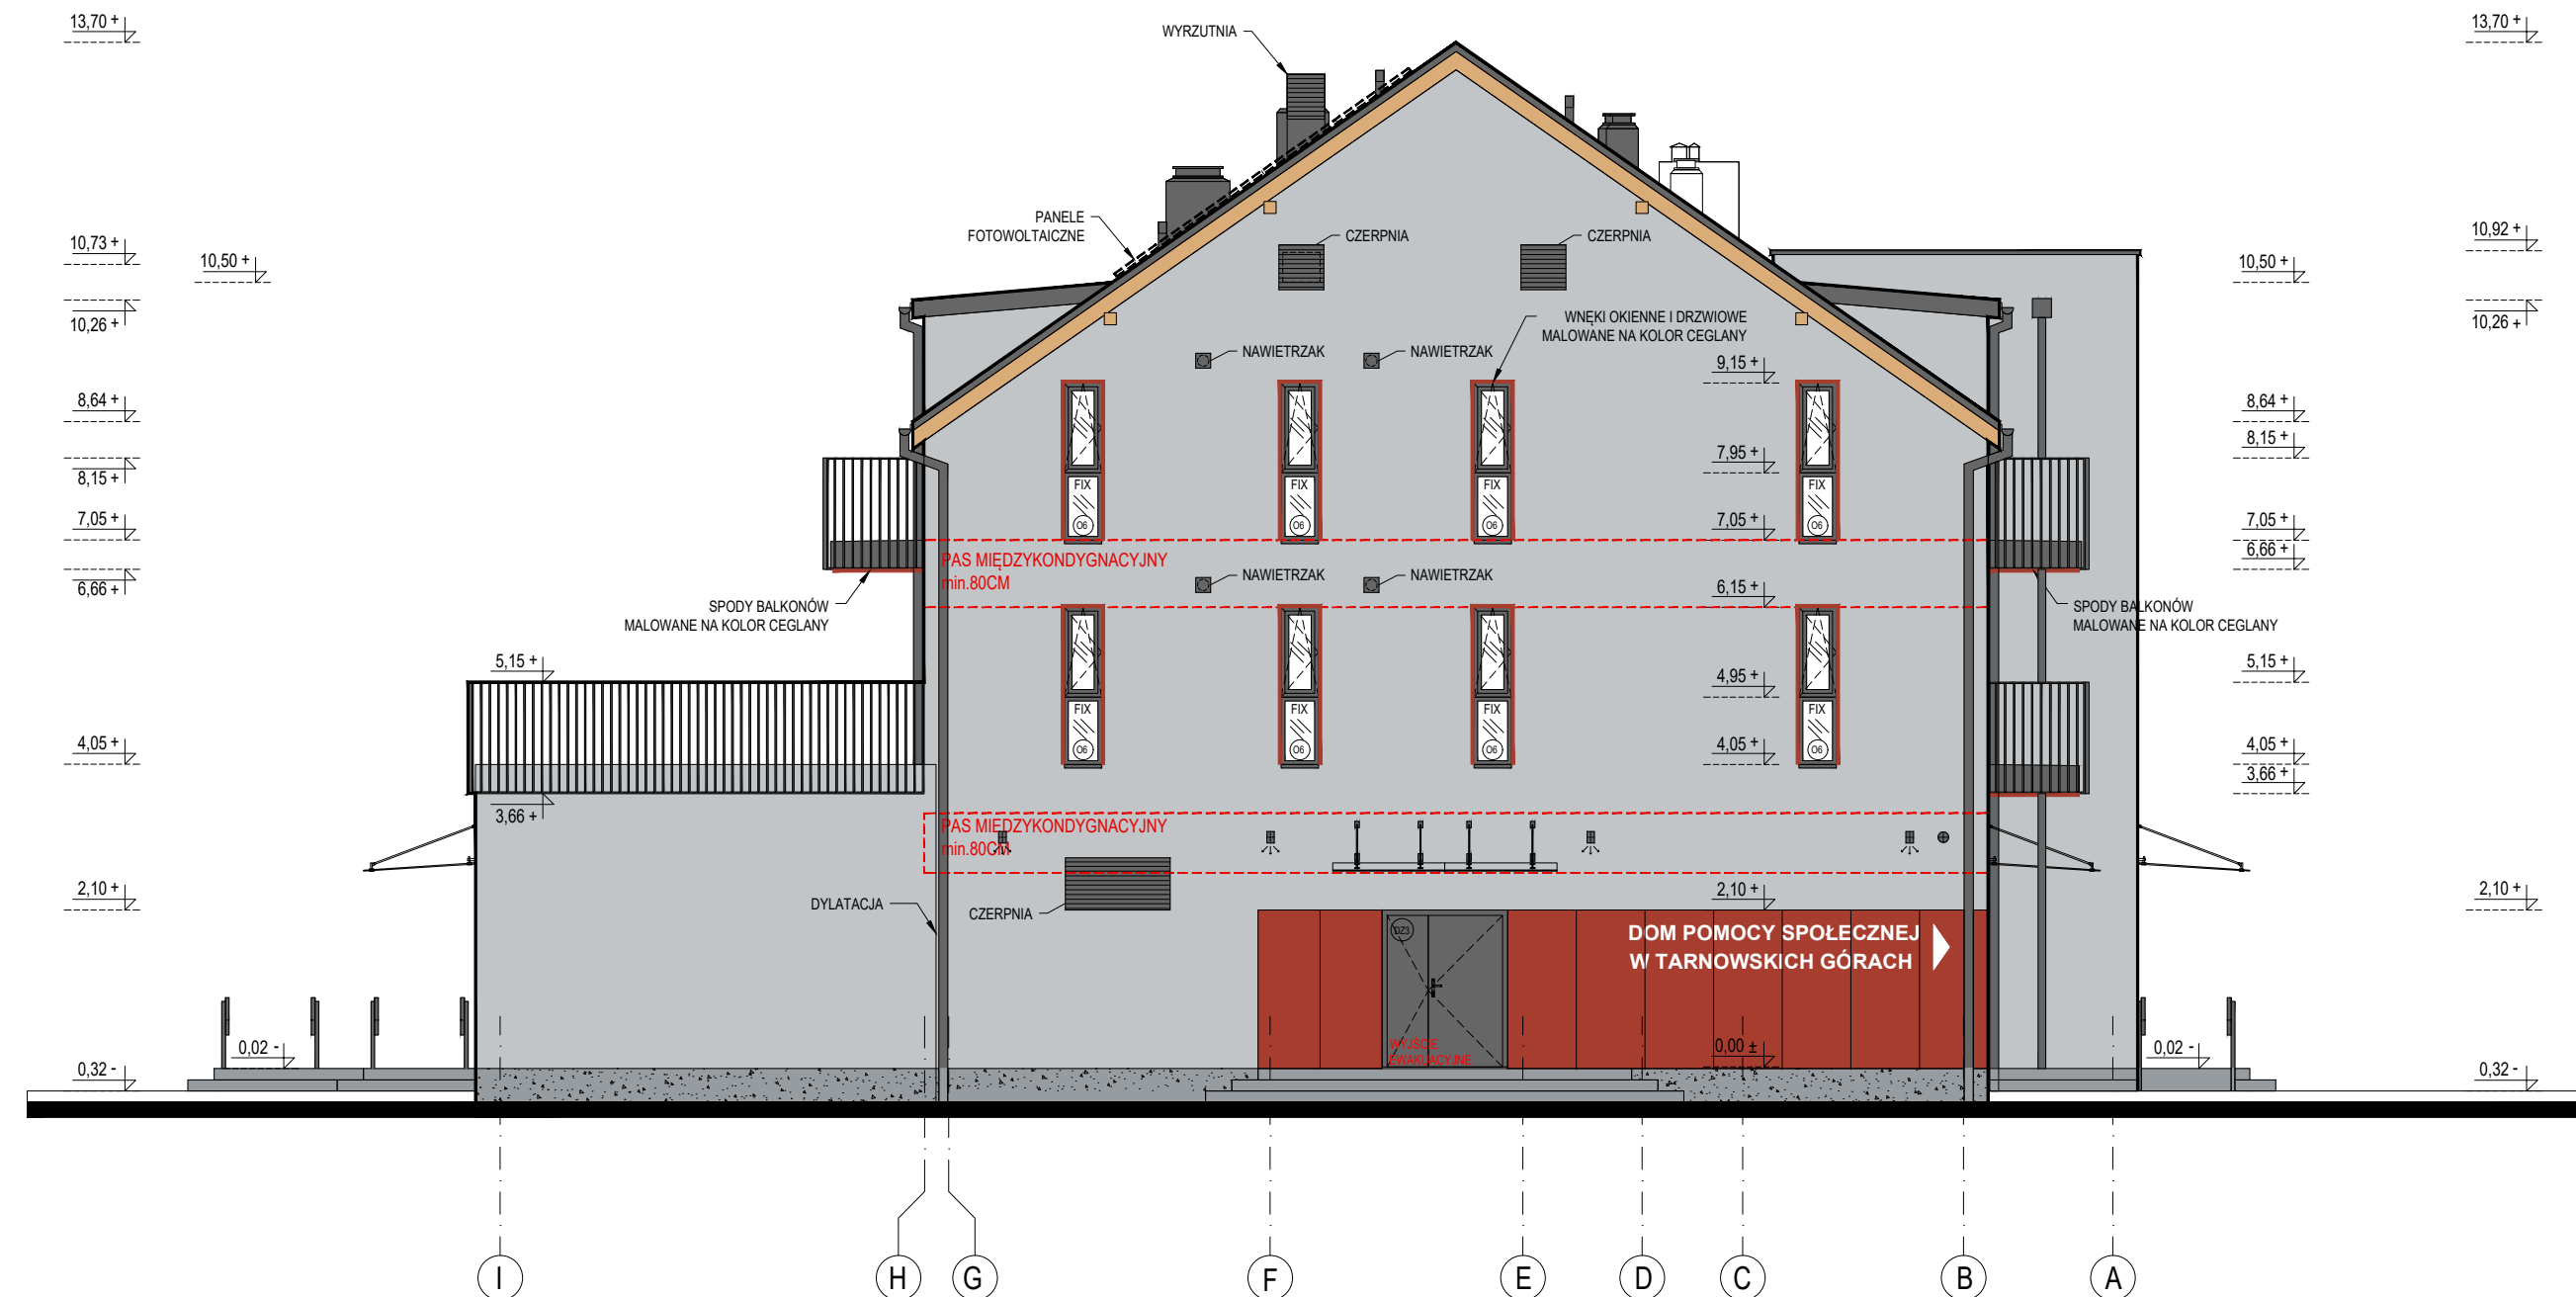 13,70 +
13,70 +
WYRZUTNIA
PANELE
FOTOWOLTAICZNE
CZERPNIA
CZERPNIA
10,73 +
10,50 +
10,26 +
10,92 +
10,50 +
10,26 +
WNĘKI OKIENNE I DRZWIOWE
MALOWANE NA KOLOR CEGLANY
NAWIETRZAK
NAWIETRZAK
9,15 +
8,64 +
8,15 +
7,05 +
6,66 +
8,64 +
8,15 +
7,05 +
6,66 +
7,95 +
FIX
FIX
FIX
FIX
O6
O6
O6
O6
7,05 +
PAS MIĘDZYKONDYGNACYJNY
min.80CM
NAWIETRZAK
NAWIETRZAK
6,15 +
SPODY BALKONÓW
MALOWANE NA KOLOR CEGLANY
SPODY BALKONÓW
MALOWANE NA KOLOR CEGLANY
5,15 +
5,15 +
4,95 +
FIX
FIX
FIX
FIX
O6
O6
O6
O6
4,05 +
4,05 +
4,05 +
3,66 +
3,66 +
PAS MIĘDZYKONDYGNACYJNY
min.80CM
2,10 +
2,10 +
2,10 +
DYLATACJA
CZERPNIA
DZ3
DOM POMOCY SPOŁECZNEJ
W TARNOWSKICH GÓRACH
WYJŚCIE
EWAKUACYJNE
0,00 ±
0,02 -
0,02 -
0,32 -
0,32 -
I
H
G
F
E
D
C
B
A